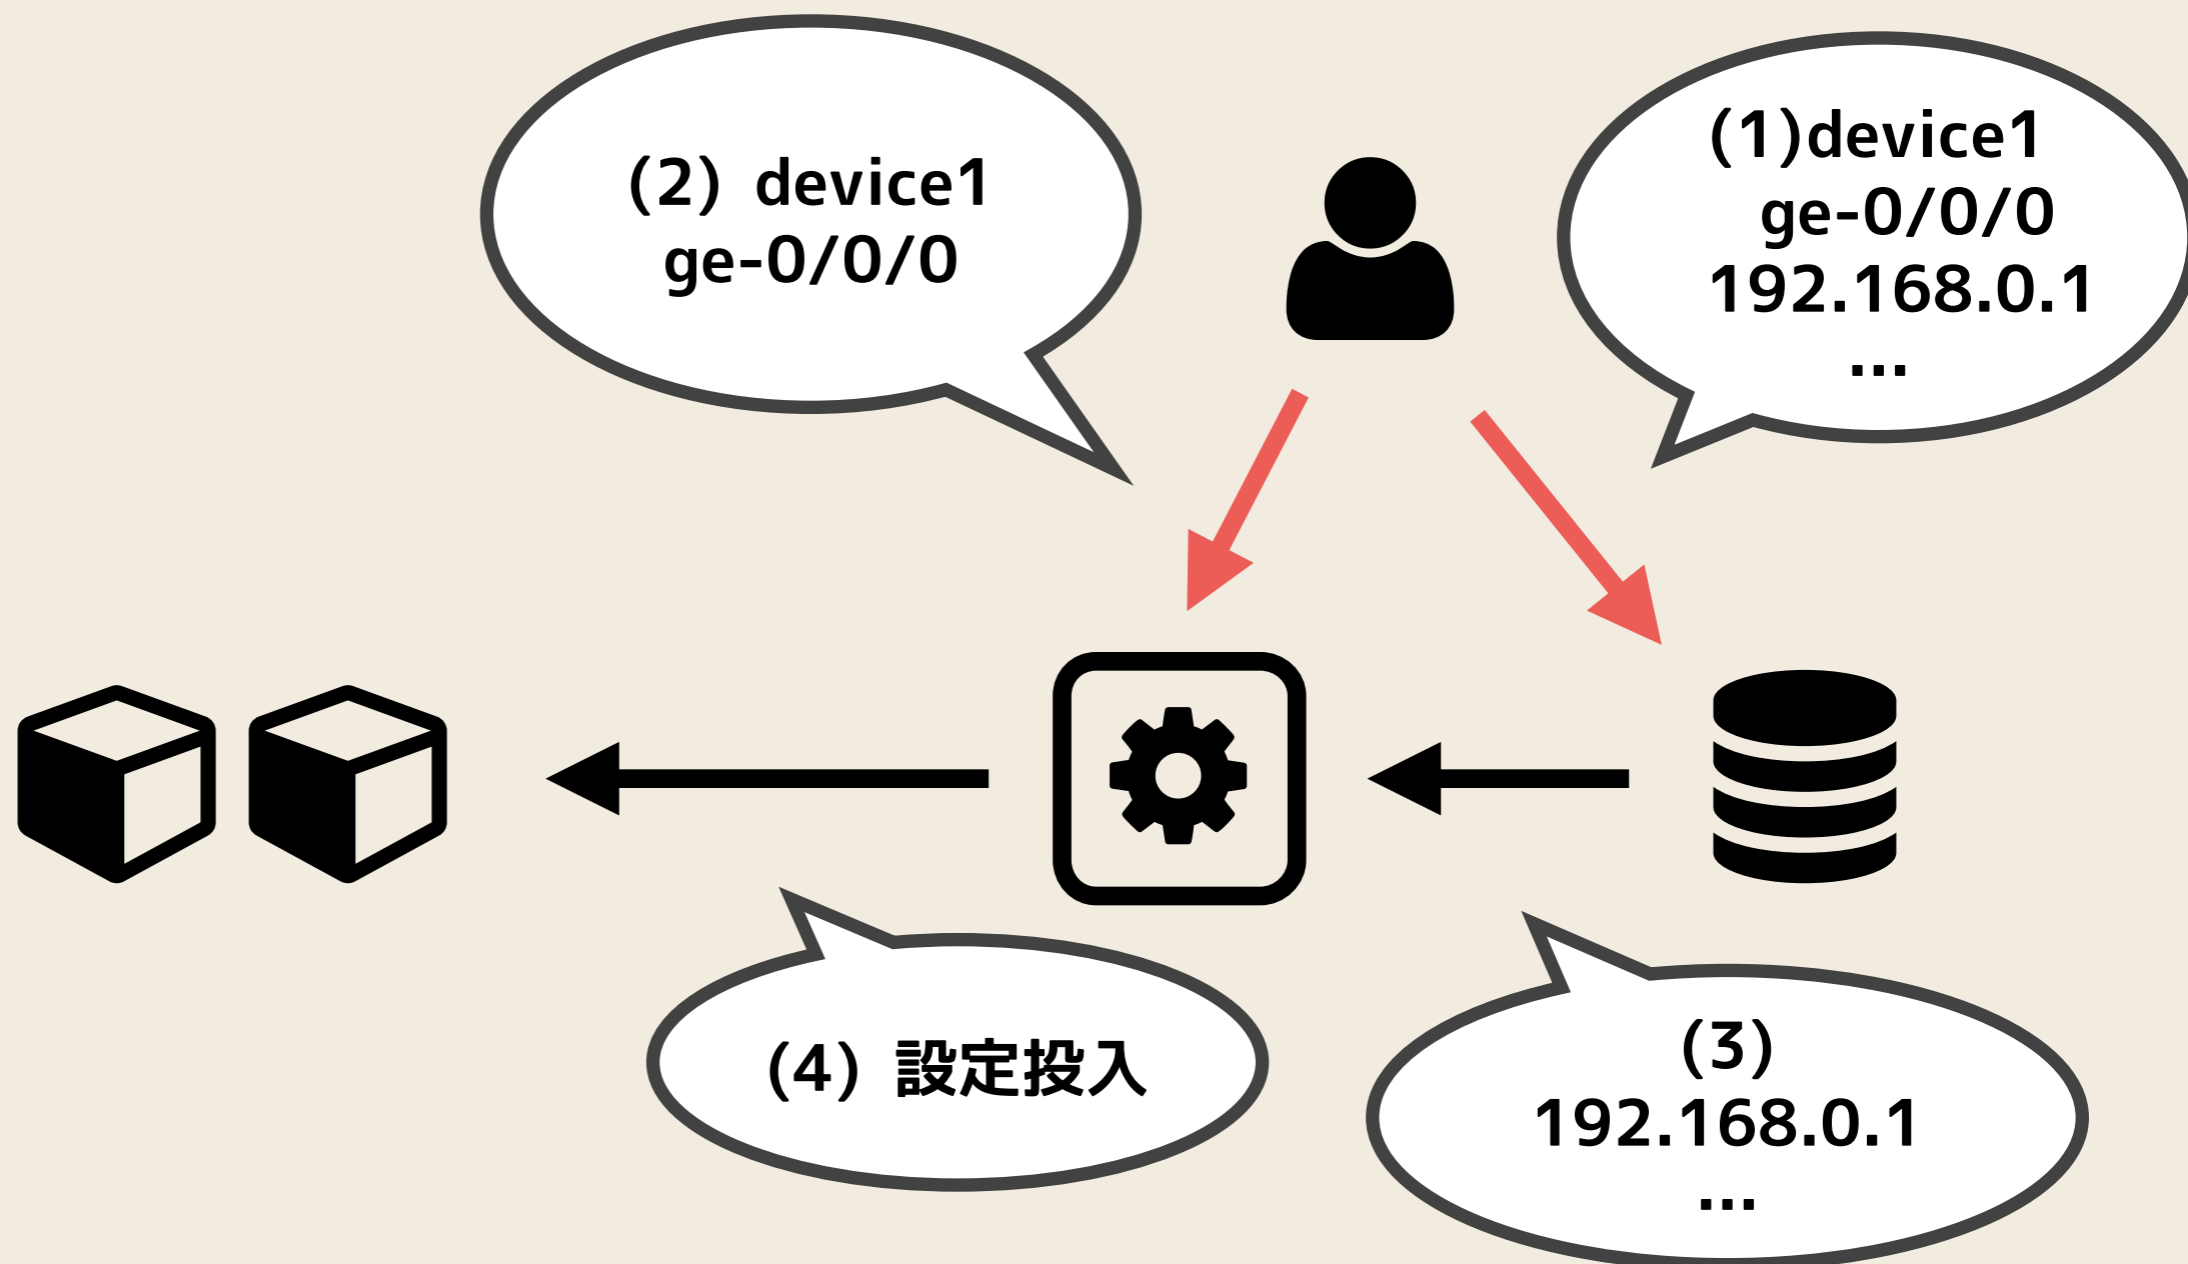 (2) device1
ge-0/0/0
(1)device1
ge-0/0/0
192.168.0.1
...
(4) 設定投入
(3)
192.168.0.1
...